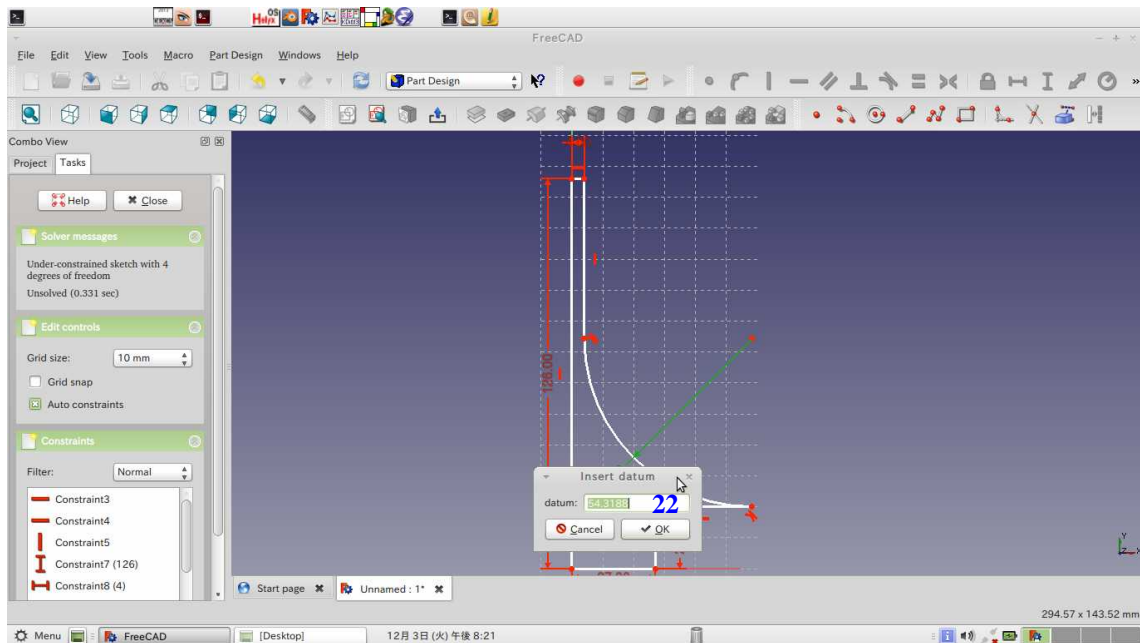 FreeCAD
File Edit View Tools Macro Part Design Windows Help
Part Design
Combo View
Project Tasks
Help Close
Solver messages
Under-constrained sketch with 4
degrees of freedom
Unsolved (0.331 sec)
Edit controls
Grid size: 10 mm
Grid snap
Auto constraints
Constraints
Filter: Normal
Constraint3
Constraint4
Constraint5
Constraint7 (126)
Constraint8 (4)
126.00
Insert datum
datum: 54.3188 22
Cancel OK
Y
Z
Start page Unnamed : 1*
294.57 x 143.52 mm
Menu FreeCAD [Desktop] 12月 3日 (火) 午後 8:21